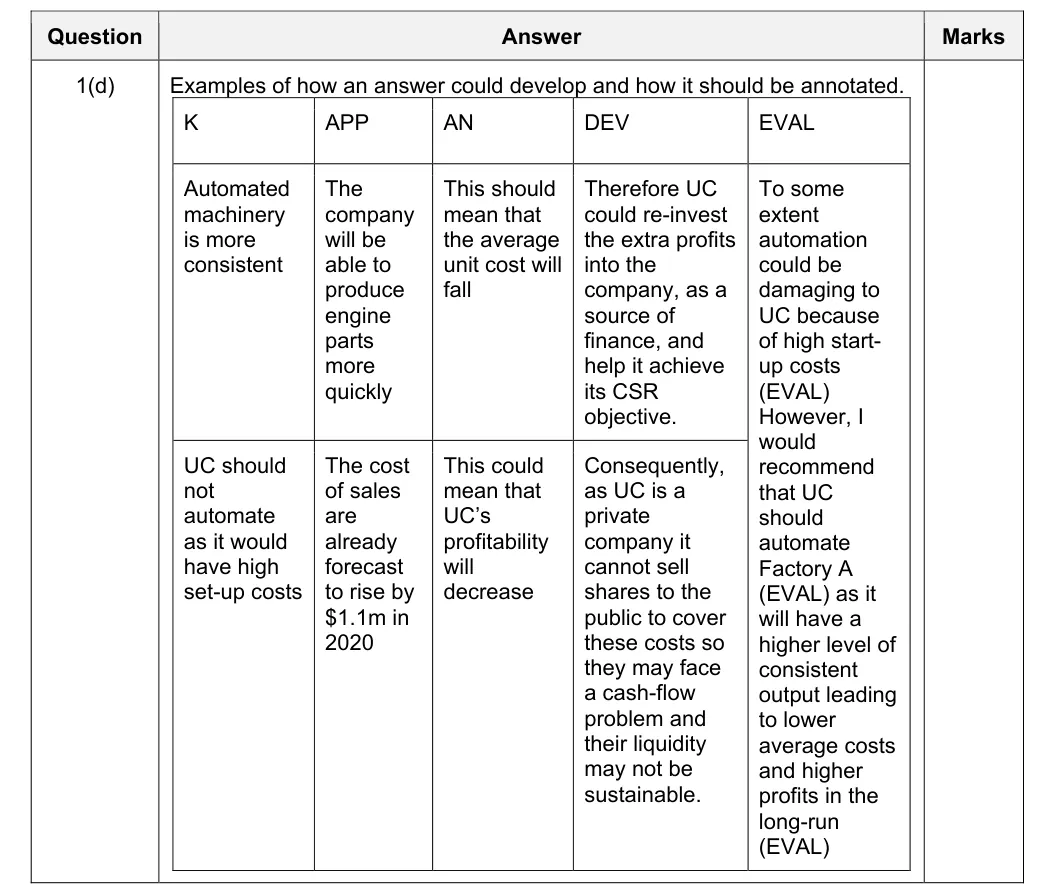 Question Answer Marks
1(d) Examples of how an answer could develop and how it should be annotated.
K APP AN DEV EVAL
Automated
machinery
is more
consistent
The
company
will be
able to
produce
engine
parts
more
quickly
This should
mean that
the average
unit cost will
fall
Therefore UC
could re-invest
the extra profits
into the
company, as a
source of
finance, and
help it achieve
its CSR
objective.
To some
extent
automation
could be
damaging to
UC because
of high start-
up costs
(EVAL)
However, I
would
recommend
that UC
should
automate
Factory A
(EVAL) as it
will have a
higher level of
consistent
output leading
to lower
average costs
and higher
profits in the
long-run
(EVAL)
UC should
not
automate
as it would
have high
set-up costs
The cost
of sales
are
already
forecast
to rise by
$1.1m in
2020
This could
mean that
UC’s
profitability
will
decrease
Consequently,
as UC is a
private
company it
cannot sell
shares to the
public to cover
these costs so
they may face
a cash-flow
problem and
their liquidity
may not be
sustainable.